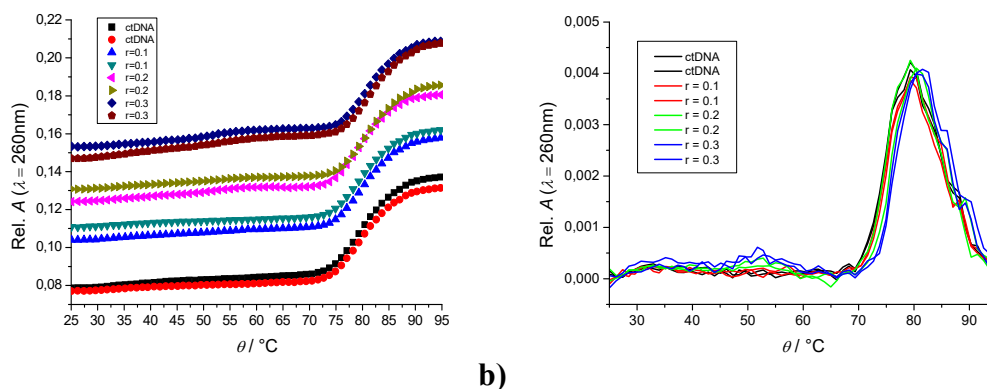 0,22
0,20
0,18
0,16
0,14
0,12
0,10
0,08
Rel. A (λ = 260nm)
ctDNA
ctDNA
r=0.1
r=0.1
r=0.2
r=0.2
r=0.3
r=0.3
25 30 35 40 45 50 55 60 65 70 75 80 85 90 95
θ / °C
0,005
0,004
0,003
0,002
0,001
0,000
Rel. A (λ = 260nm)
ctDNA
ctDNA
r = 0.1
r = 0.1
r = 0.2
r = 0.2
r = 0.3
r = 0.3
30 40 50 60 70 80 90
θ / °C
b)